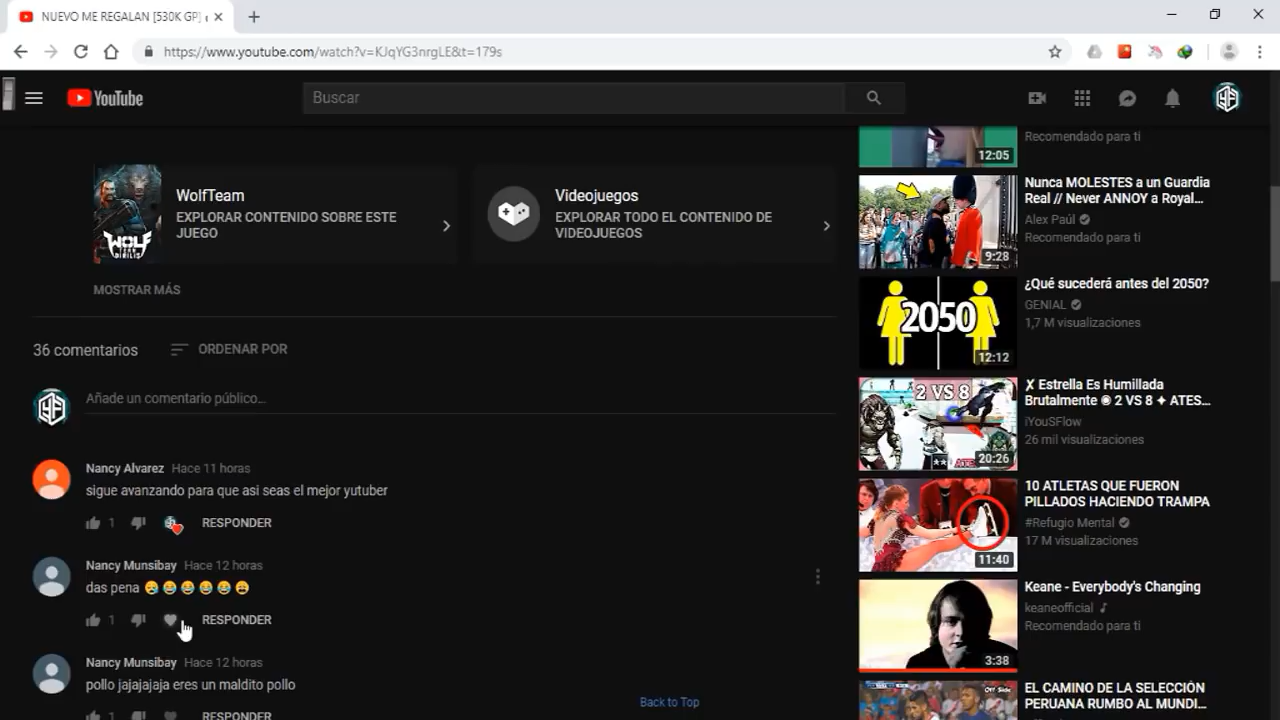 NUEVO ME REGALAN [530K GP]
https://www.youtube.com/watch?v=KJqYG3nrgLE&t=179s
YouTube
Buscar
WolfTeam
EXPLORAR CONTENIDO SOBRE ESTE
JUEGO
WOLF
Videojuegos
EXPLORAR TODO EL CONTENIDO DE
VIDEOJUEGOS
MOSTRAR MÁS
36 comentarios
ORDENAR POR
Añade un comentario público...
Nancy Alvarez Hace 11 horas
sigue avanzando para que asi seas el mejor yutuber
1 RESPONDER
Nancy Munsibay Hace 12 horas
das pena 😪😂😂😂😂😩
1 RESPONDER
Nancy Munsibay Hace 12 horas
pollo jajajajaja eres un maldito pollo
RESPONDER
Back to Top
12:05
Recomendado para ti
9:28
Nunca MOLESTES a un Guardia
Real // Never ANNOY a Royal...
Alex Paúl
Recomendado para ti
2050
12:12
¿Qué sucederá antes del 2050?
GENIAL
1,7 M visualizaciones
2 VS 8
20:26
✗ Estrella Es Humillada
Brutalmente ◉ 2 VS 8 ✦ ATES...
iYouSFlow
26 mil visualizaciones
11:40
10 ATLETAS QUE FUERON
PILLADOS HACIENDO TRAMPA
#Refugio Mental
17 M visualizaciones
3:38
Keane - Everybody's Changing
keaneofficial
Recomendado para ti
Off Side
EL CAMINO DE LA SELECCIÓN
PERUANA RUMBO AL MUNDI...